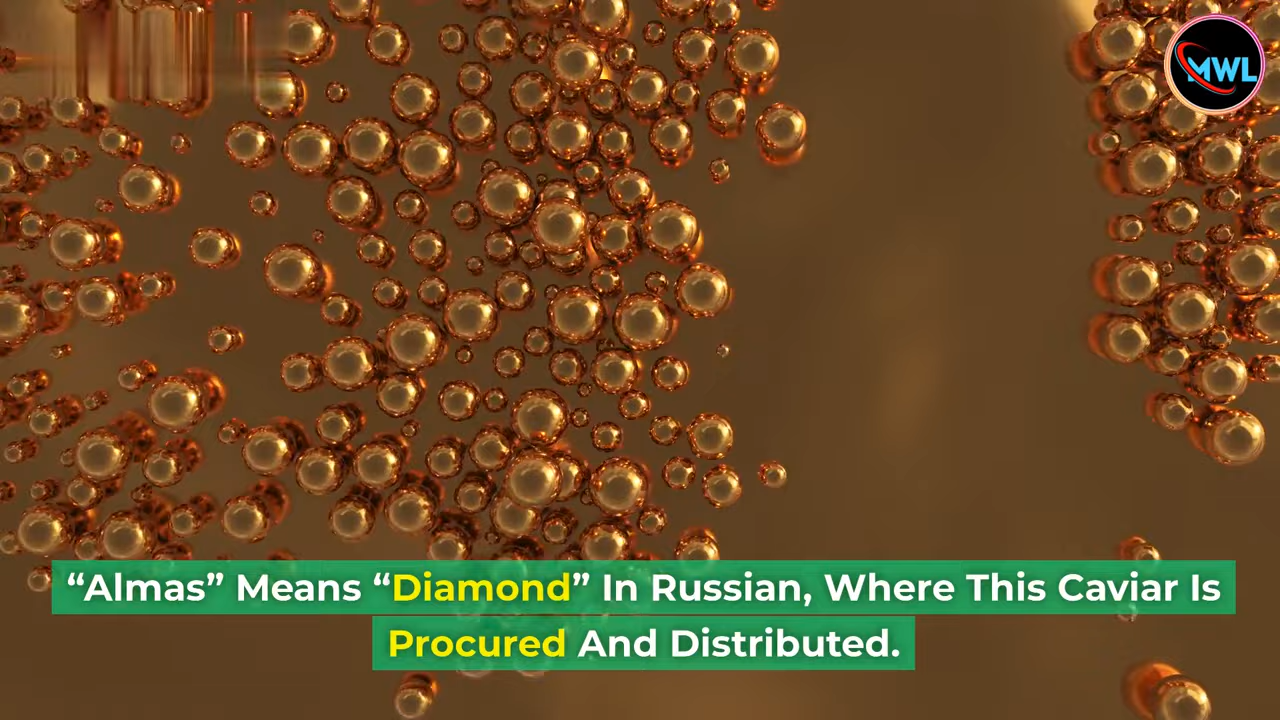 MWL
“Almas” Means “Diamond” In Russian, Where This Caviar Is
Procured And Distributed.